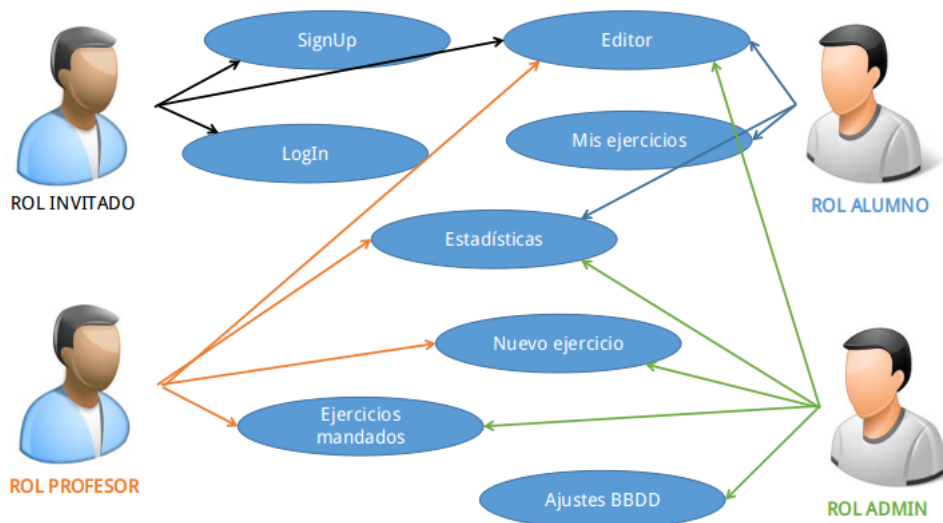 SignUp
Editor
LogIn
Mis ejercicios
ROL INVITADO
ROL ALUMNO
Estadísticas
Nuevo ejercicio
Ejercicios
mandados
ROL PROFESOR
Ajustes BBDD
ROL ADMIN